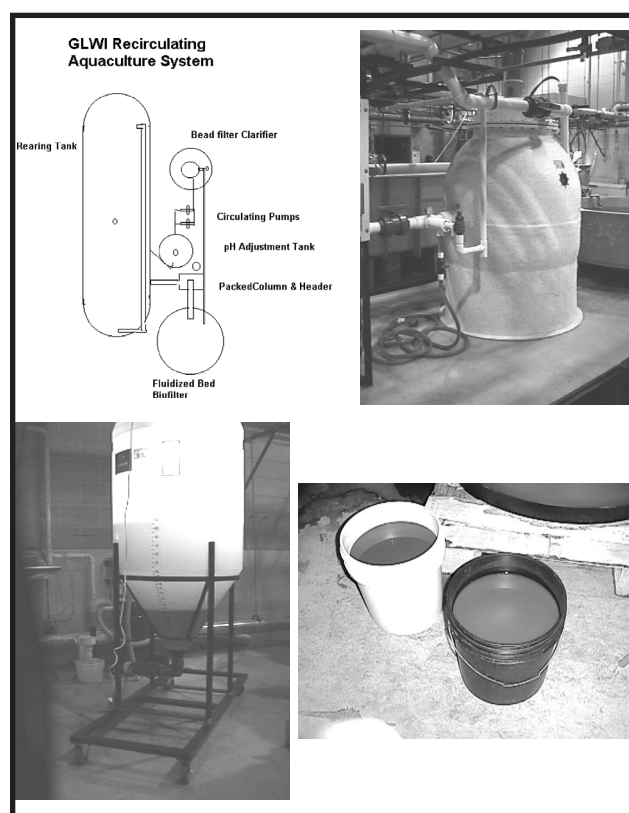 GLWI Recirculating
Aquaculture System
Rearing Tank
Bead filter Clarifier
Circulating Pumps
pH Adjustment Tank
PackedColumn & Header
Fluidized Bed
Biofilter